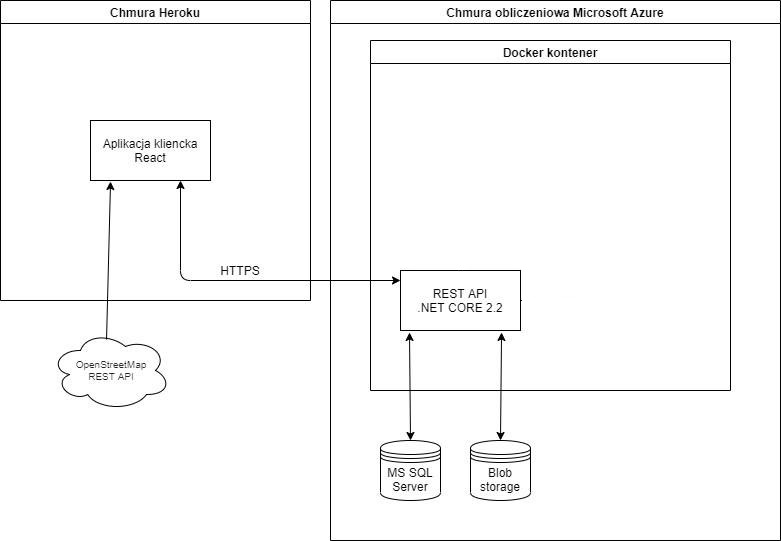 Chmura Heroku
Chmura obliczeniowa Microsoft Azure
Docker kontener
Aplikacja kliencka
React
HTTPS
REST API
.NET CORE 2.2
OpenStreetMap
REST API
MS SQL
Server
Blob
storage